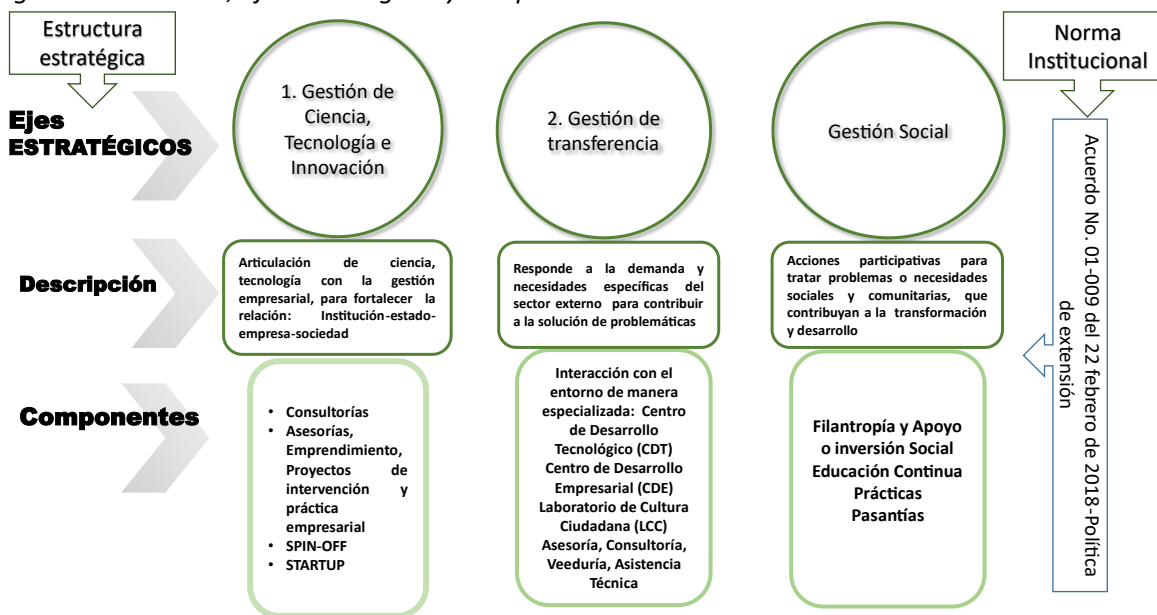 Estructura
estratégica
Norma
Institucional
Ejes
ESTRATÉGICOS
1. Gestión de
Ciencia,
Tecnología e
Innovación
2. Gestión de
transferencia
Gestión Social
Descripción
Articulación de ciencia,
tecnología con la gestión
empresarial, para fortalecer la
relación: Institución-estado-
empresa-sociedad
Responde a la demanda y
necesidades específicas del
sector externo para contribuir
a la solución de problemáticas
Acciones participativas para
tratar problemas o necesidades
sociales y comunitarias, que
contribuyan a la transformación
y desarrollo
Componentes
• Consultorías
• Asesorías,
Emprendimiento,
Proyectos de
intervención y
práctica
empresarial
• SPIN-OFF
• STARTUP
Interacción con el
entorno de manera
especializada: Centro
de Desarrollo
Tecnológico (CDT)
Centro de Desarrollo
Empresarial (CDE)
Laboratorio de Cultura
Ciudadana (LCC)
Asesoría, Consultoría,
Veeduría, Asistencia
Técnica
Filantropía y Apoyo
o inversión Social
Educación Continua
Prácticas
Pasantías
Acuerdo No. 01-009 del 22 febrero de 2018-Política
de extensión